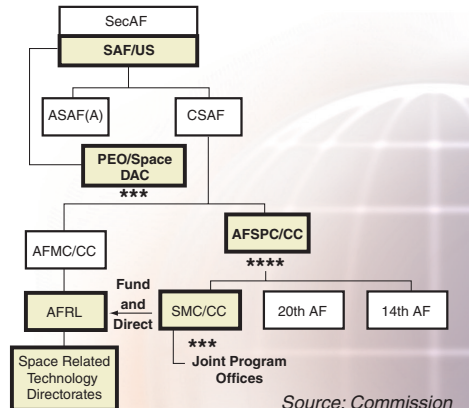 SecAF
SAF/US
ASAF(A)
CSAF
PEO/Space
DAC
***
AFMC/CC
AFSPC/CC
****
AFRL
Fund
and
Direct
SMC/CC
20th AF
14th AF
***
Joint Program
Offices
Space Related
Technology
Directorates
Source: Commission